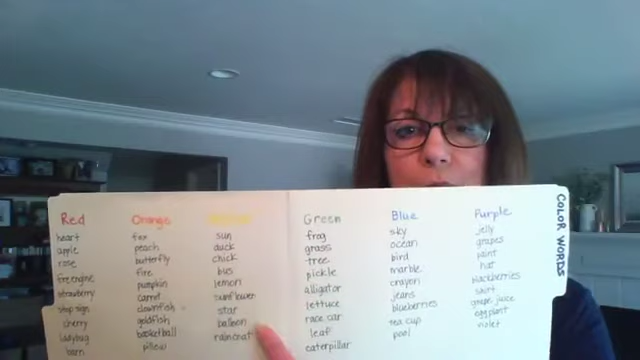 COLOR WORDS
Red
heart
apple
rose
fire engine
strawberry
stop sign
cherry
ladybug
barn
Orange
fox
peach
butterfly
fire
pumpkin
carrot
clownfish
goldfish
basketball
pillow
sun
duck
chick
bus
lemon
sunflower
star
balloon
raincoat
Green
frog
grass
tree
pickle
alligator
lettuce
race car
leaf
caterpillar
Blue
sky
ocean
bird
marble
crayon
jeans
blueberries
tea cup
pool
Purple
jelly
grapes
paint
hat
blackberries
shirt
grape juice
eggplant
violet